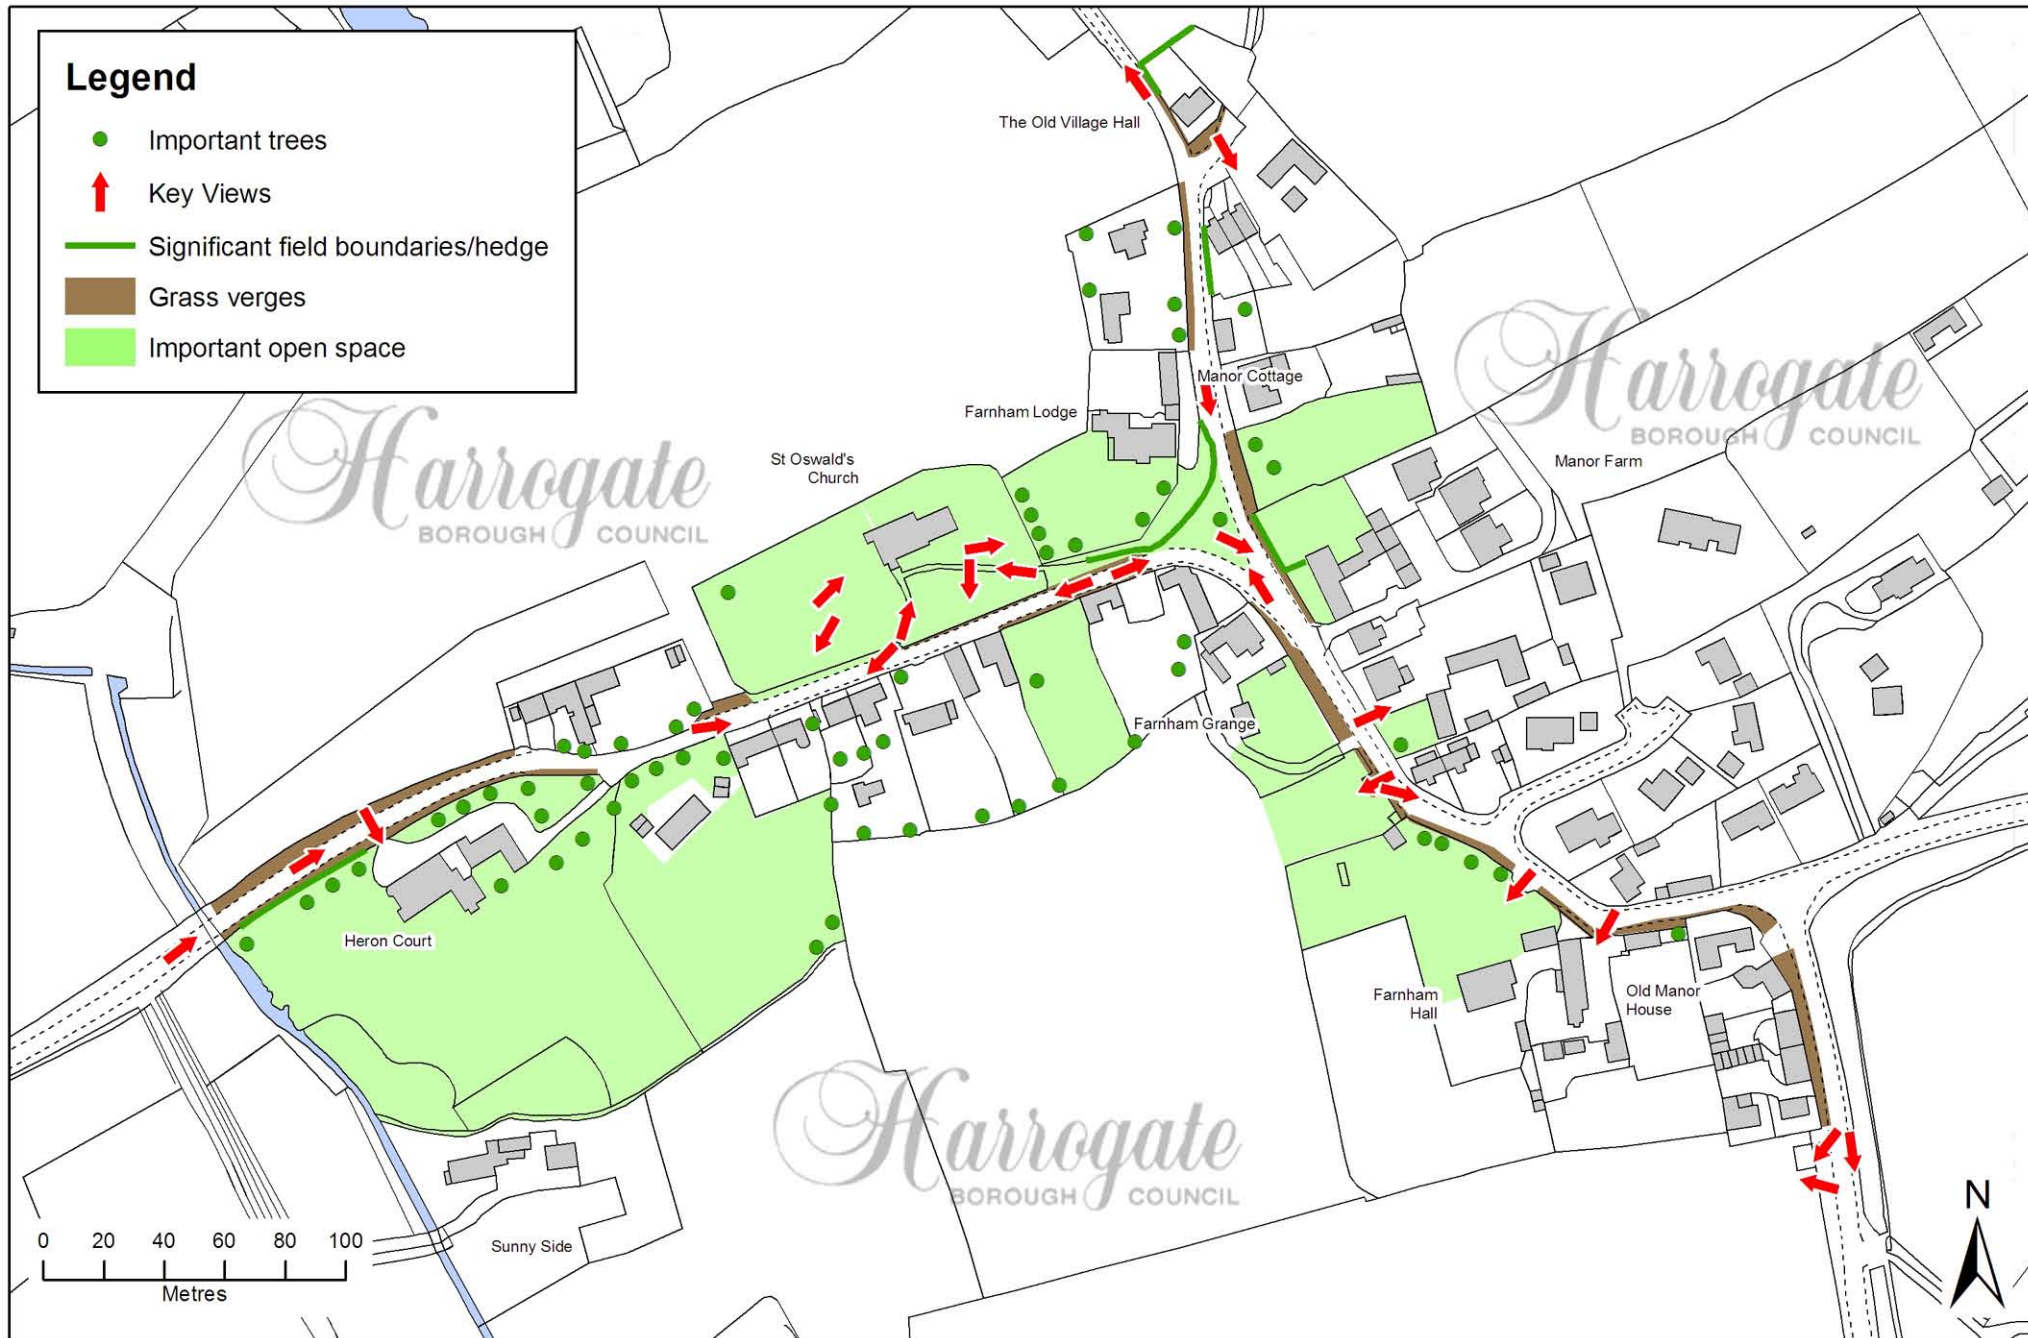 Legend
Important trees
Key Views
Significant field boundaries/hedge
Grass verges
Important open space
The Old Village Hall
Manor Cottage
Farnham Lodge
St Oswald's
Church
Manor Farm
Harrogate
BOROUGH COUNCIL
Harrogate
BOROUGH COUNCIL
Farnham Grange
Heron Court
Farnham
Hall
Old Manor
House
Harrogate
BOROUGH COUNCIL
Sunny Side
0 20 40 60 80 100
Metres
N